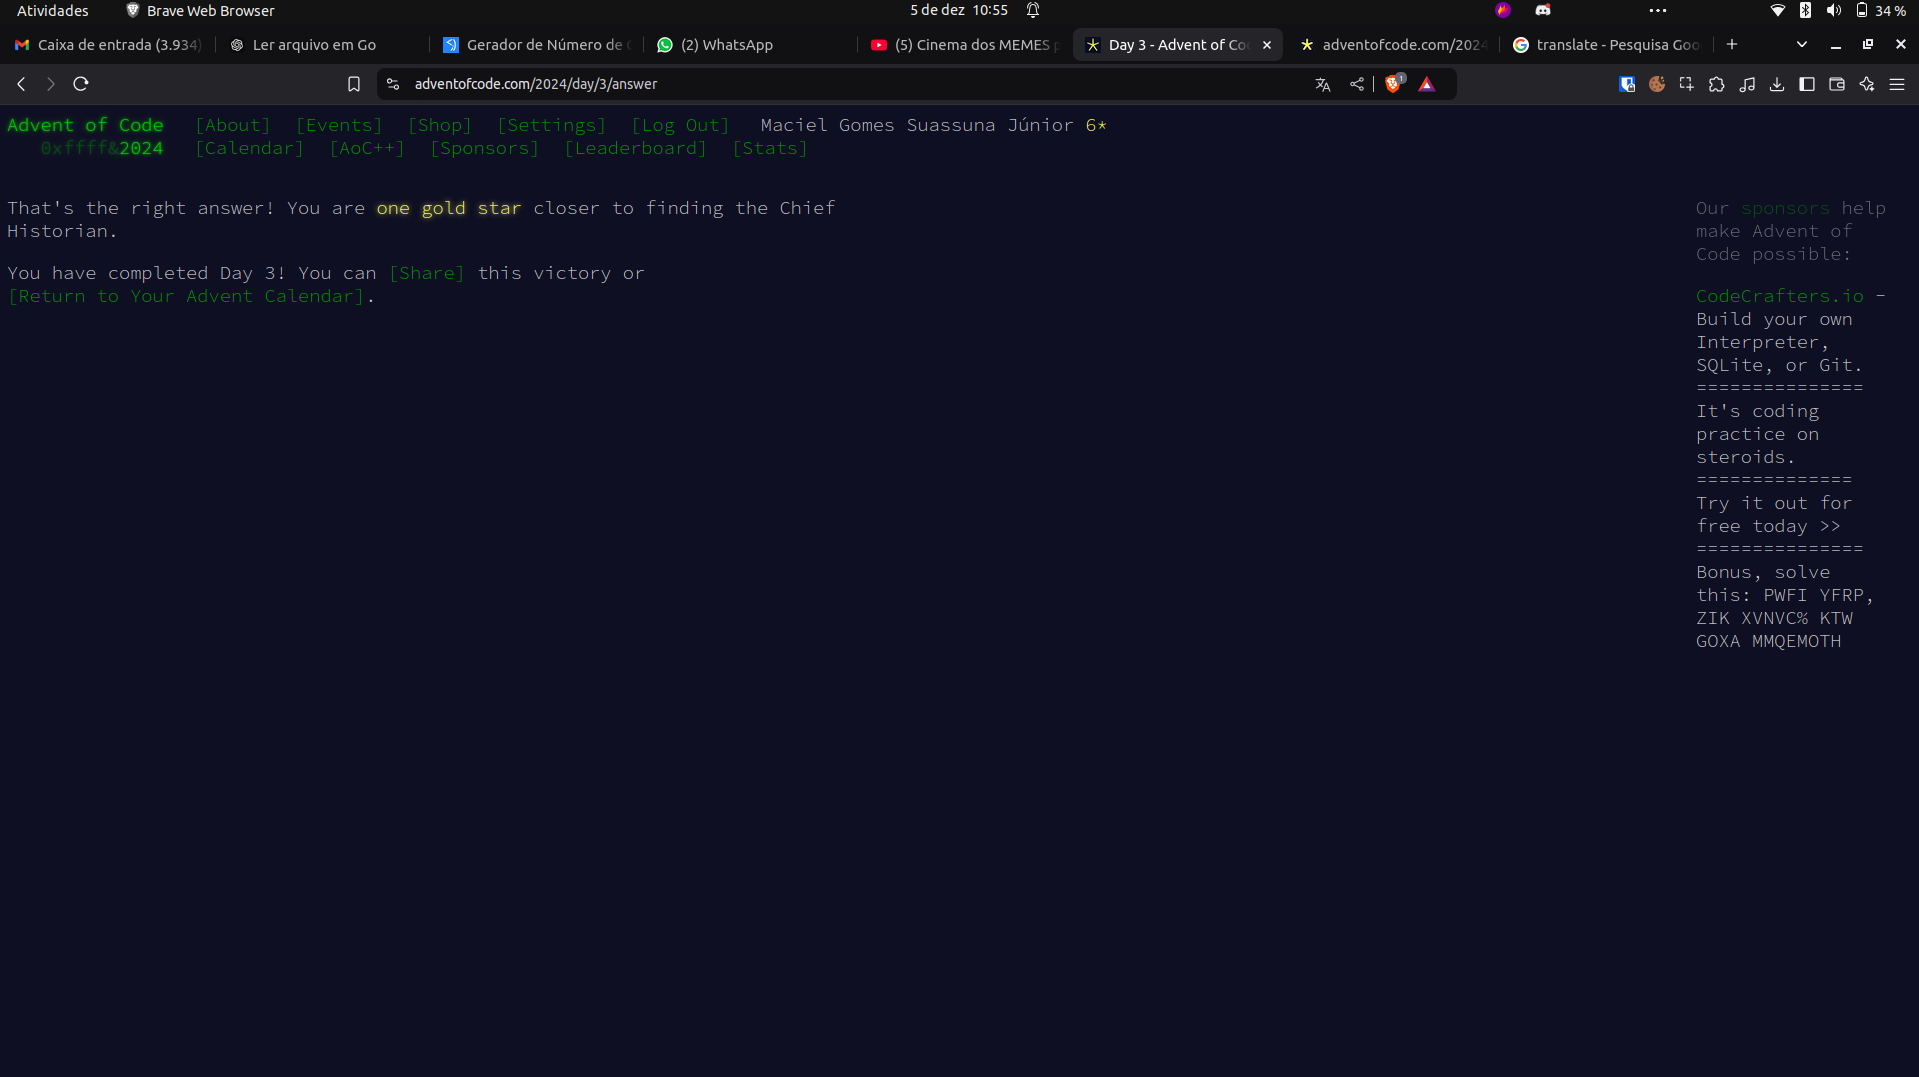 Atividades Brave Web Browser 5 de dez 10:55 34 %
Caixa de entrada (3.934) Ler arquivo em Go Gerador de Número de (2) WhatsApp (5) Cinema dos MEMES Day 3 - Advent of Co adventofcode.com/2024 translate - Pesquisa Goo
adventofcode.com/2024/day/3/answer 1
Advent of Code [About] [Events] [Shop] [Settings] [Log Out] Maciel Gomes Suassuna Júnior 6*
0xffff&2024 [Calendar] [AoC++] [Sponsors] [Leaderboard] [Stats]
That's the right answer! You are one gold star closer to finding the Chief
Historian.
You have completed Day 3! You can [Share] this victory or
[Return to Your Advent Calendar].
Our sponsors help
make Advent of
Code possible:
CodeCrafters.io -
Build your own
Interpreter,
SQLite, or Git.
===============
It's coding
practice on
steroids.
==============
Try it out for
free today >>
===============
Bonus, solve
this: PWFI YFRP,
ZIK XVNVC% KTW
GOXA MMQEMOTH